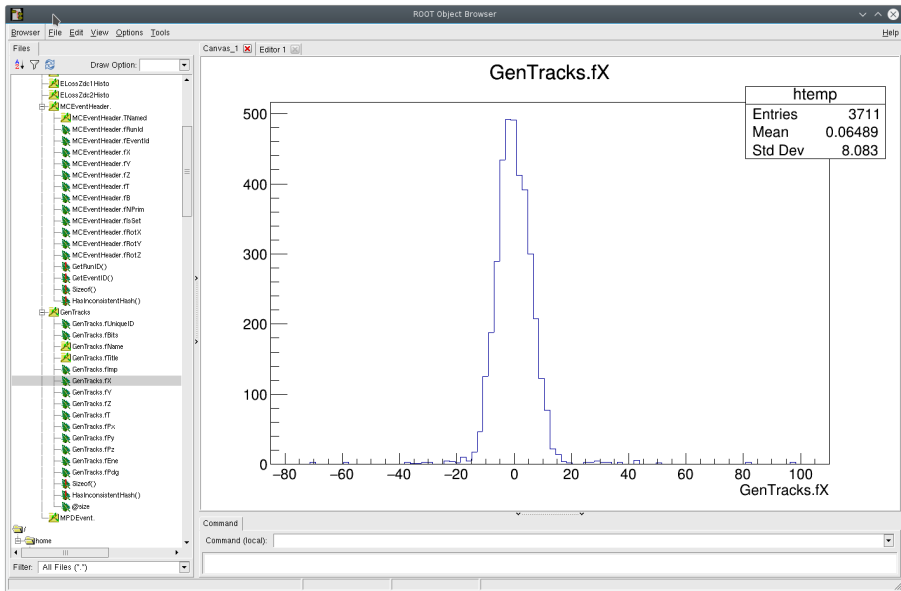 ROOT Object Browser
Browser File Edit View Options Tools Help
Files
Draw Option:
ELossZdc1Histo
ELossZdc2Histo
MCEventHeader.
MCEventHeader.TNamed
MCEventHeader.fRunId
MCEventHeader.fEventId
MCEventHeader.fX
MCEventHeader.fY
MCEventHeader.fZ
MCEventHeader.fT
MCEventHeader.fB
MCEventHeader.fNPrim
MCEventHeader.fIsSet
MCEventHeader.fRotX
MCEventHeader.fRotY
MCEventHeader.fRotZ
GetRunID()
GetEventID()
Sizeof()
HasInconsistentHash()
GenTracks
GenTracks.fUniqueID
GenTracks.fBits
GenTracks.fName
GenTracks.fTitle
GenTracks.fImp
GenTracks.fX
GenTracks.fY
GenTracks.fZ
GenTracks.fT
GenTracks.fPx
GenTracks.fPy
GenTracks.fPz
GenTracks.fEne
GenTracks.fPdg
Sizeof()
HasInconsistentHash()
@size
MPDEvent.
/
home
Filter: All Files (*.*)
Canvas_1 Editor 1
GenTracks.fX
htemp
Entries 3711
Mean 0.06489
Std Dev 8.083
500
400
300
200
100
0
−80 −60 −40 −20 0 20 40 60 80 100
GenTracks.fX
Command
Command (local):